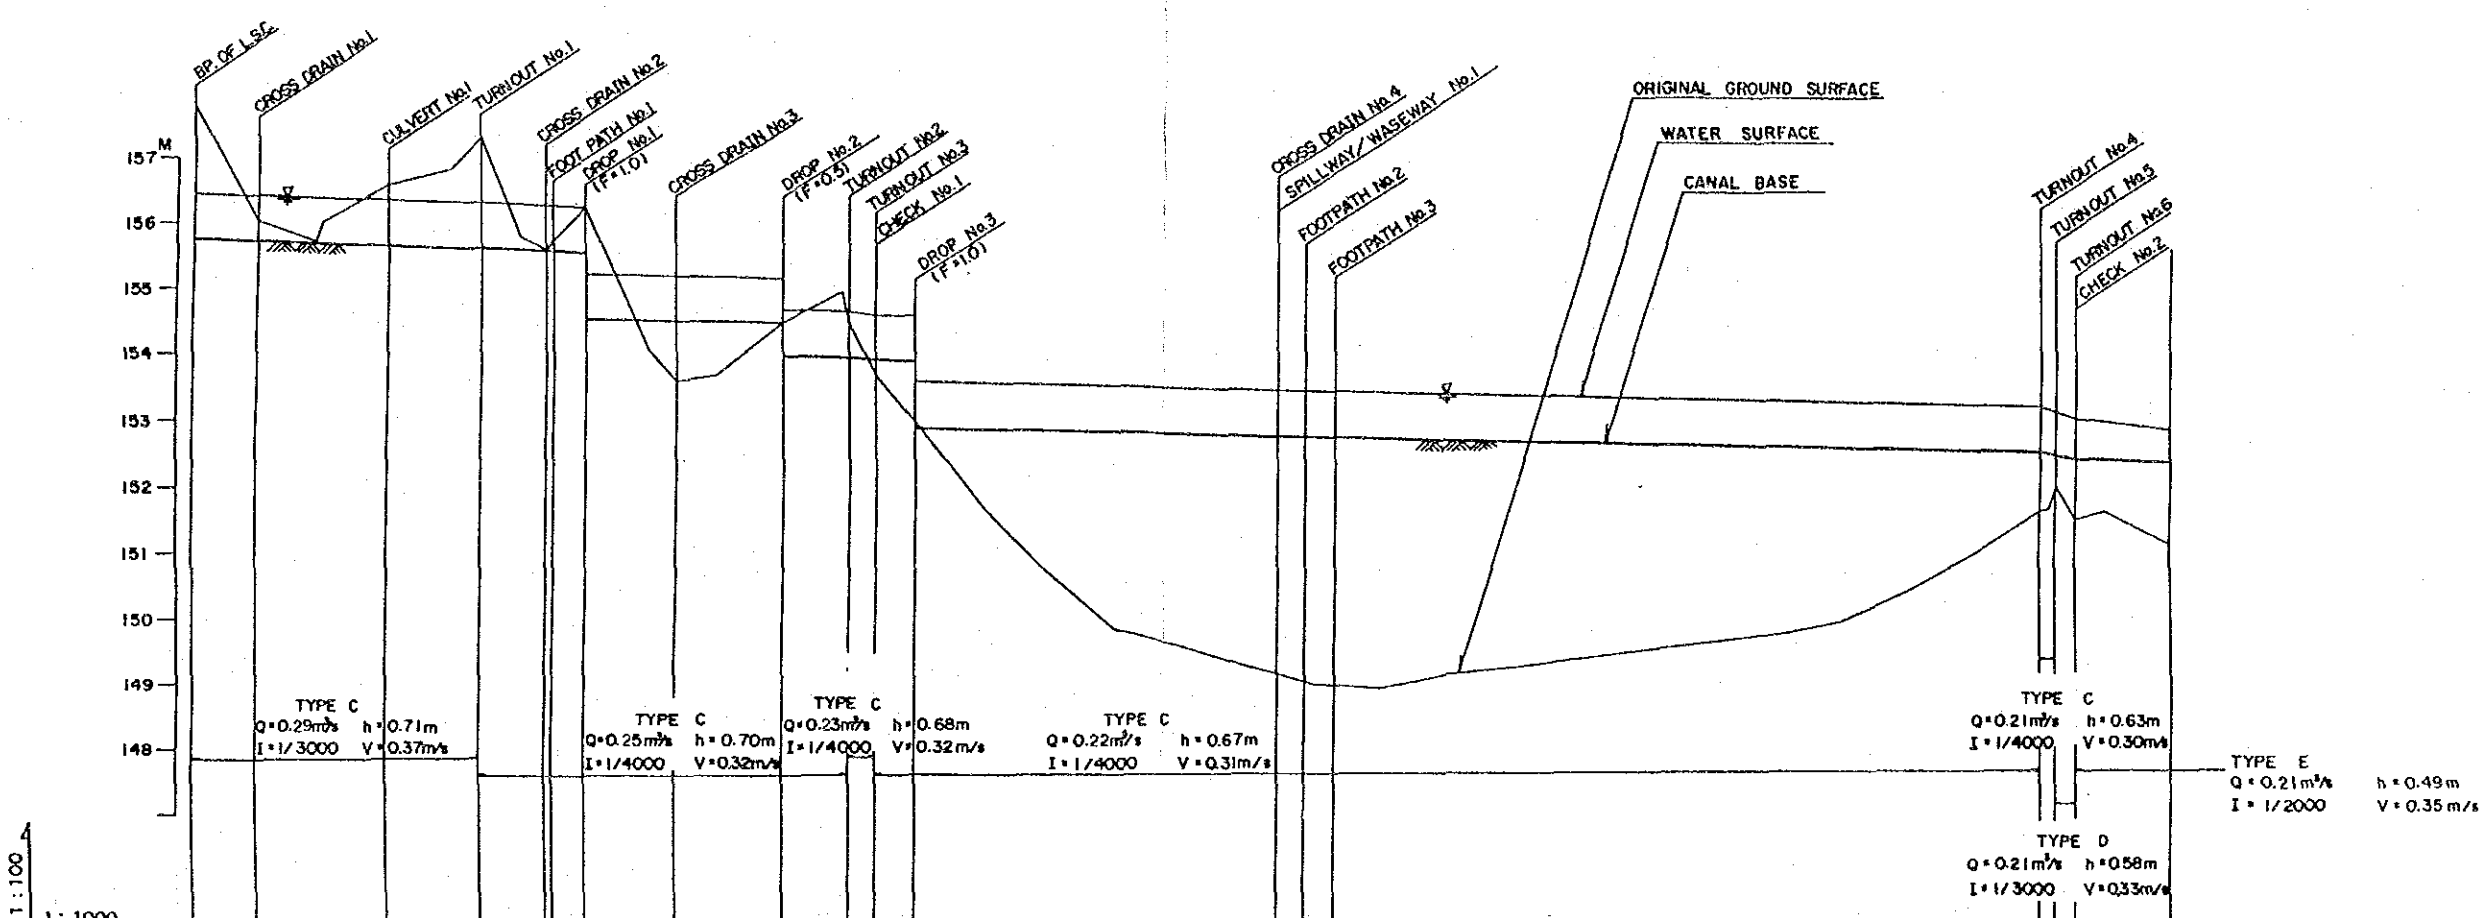 BP. OF L.S.C.
CROSS DRAIN No.1
CULVERT No.1
TURNOUT No.1
CROSS DRAIN No.2
FOOT PATH No.1
DROP No.1
(F=1.0)
CROSS DRAIN No.3
DROP No.2
(F=0.5)
TURNOUT No.2
TURNOUT No.3
CHECK No.1
DROP No.3
(F=1.0)
CROSS DRAIN No.4
SPILLWAY/WASEWAY No.1
FOOTPATH No.2
FOOTPATH No.3
ORIGINAL GROUND SURFACE
WATER SURFACE
CANAL BASE
TURNOUT No.4
TURNOUT No.5
TURNOUT No.6
CHECK No.2
M
157
156
155
154
153
152
151
150
149
148
TYPE C
Q=0.29m³/s h=0.71m
I=1/3000 V=0.37m/s
TYPE C
Q=0.25m³/s h=0.70m
I=1/4000 V=0.32m/s
TYPE C
Q=0.23m³/s h=0.68m
I=1/4000 V=0.32m/s
TYPE C
Q=0.22m³/s h=0.67m
I=1/4000 V=0.31m/s
TYPE C
Q=0.21m³/s h=0.63m
I=1/4000 V=0.30m/s
TYPE E
Q=0.21m³/s h=0.49m
I=1/2000 V=0.35m/s
TYPE D
Q=0.21m³/s h=0.58m
I=1/3000 V=0.33m/s
1:100
1:1000